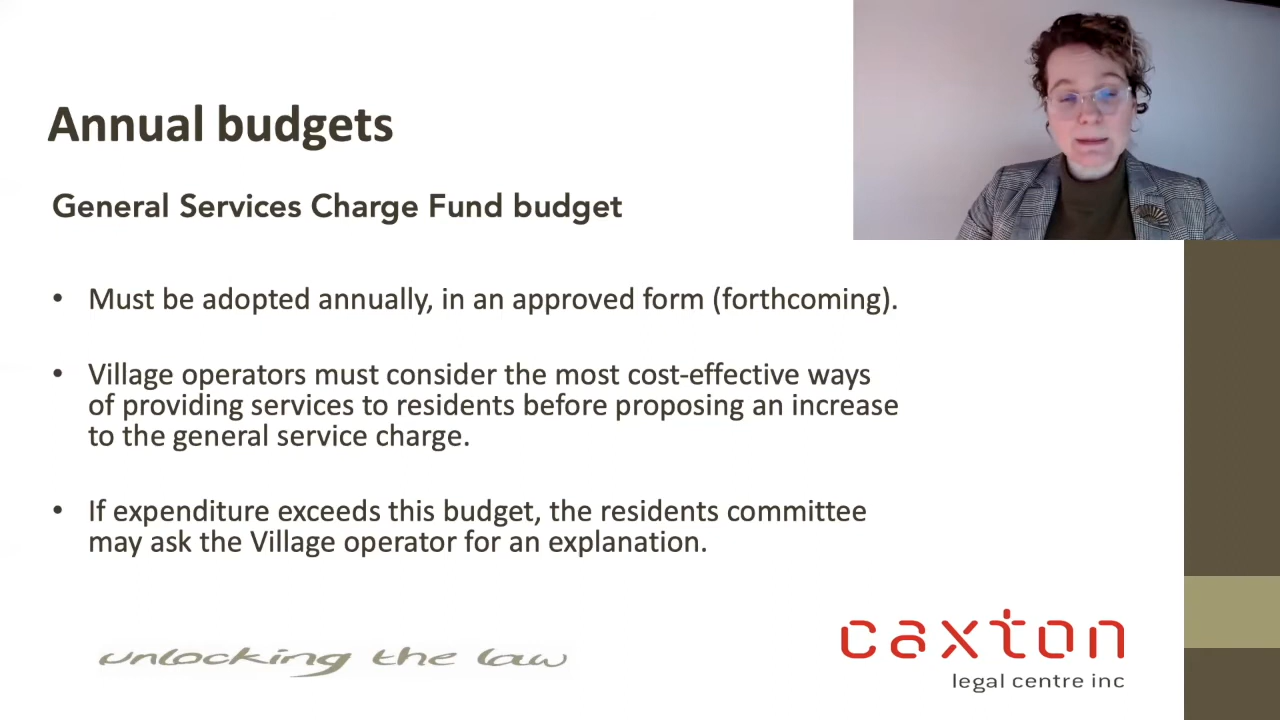 Annual budgets
General Services Charge Fund budget
• Must be adopted annually, in an approved form (forthcoming).
• Village operators must consider the most cost-effective ways
of providing services to residents before proposing an increase
to the general service charge.
• If expenditure exceeds this budget, the residents committee
may ask the Village operator for an explanation.
unlocking the law
caxton
legal centre inc